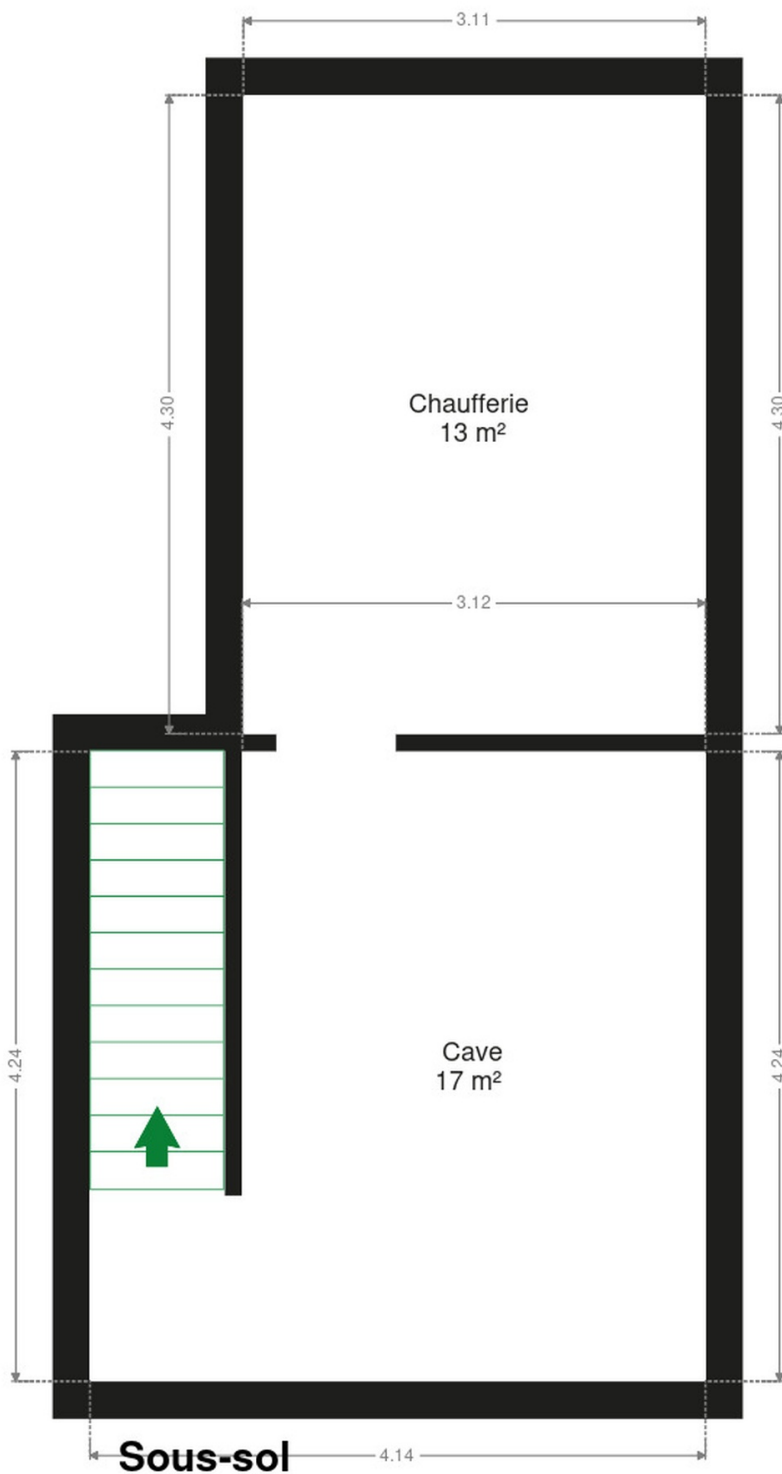 3.11
4.30
4.30
Chaufferie
13 m²
3.12
4.24
4.24
Cave
17 m²
Sous-sol
4.14